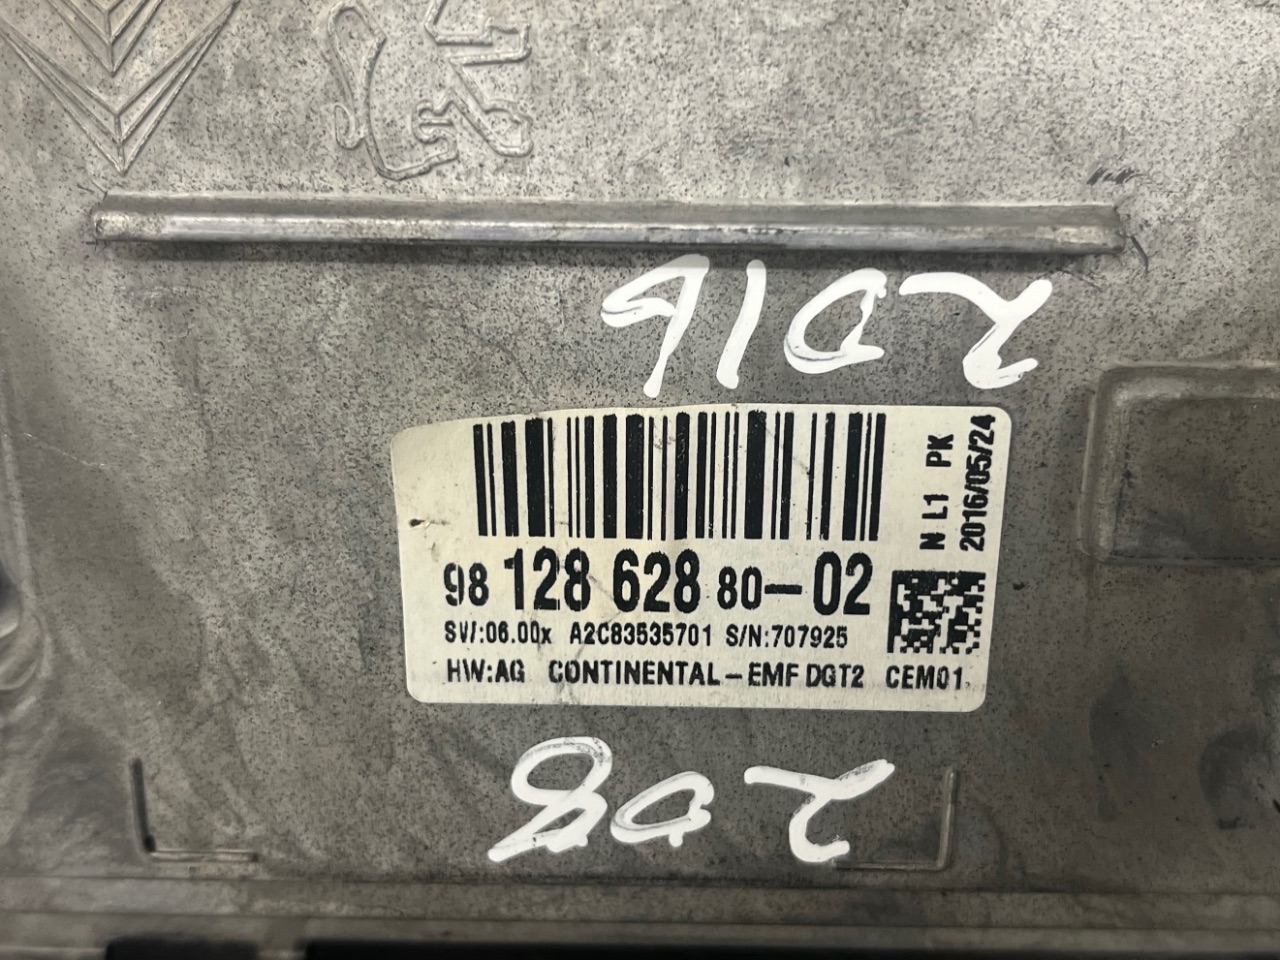 2016
N L1 PK
2016/05/24
98 128 628 80-02
SW:06.00x A2C83535701 S/N:707925
HW:AG CONTINENTAL-EMF DGT2 CEM01
208